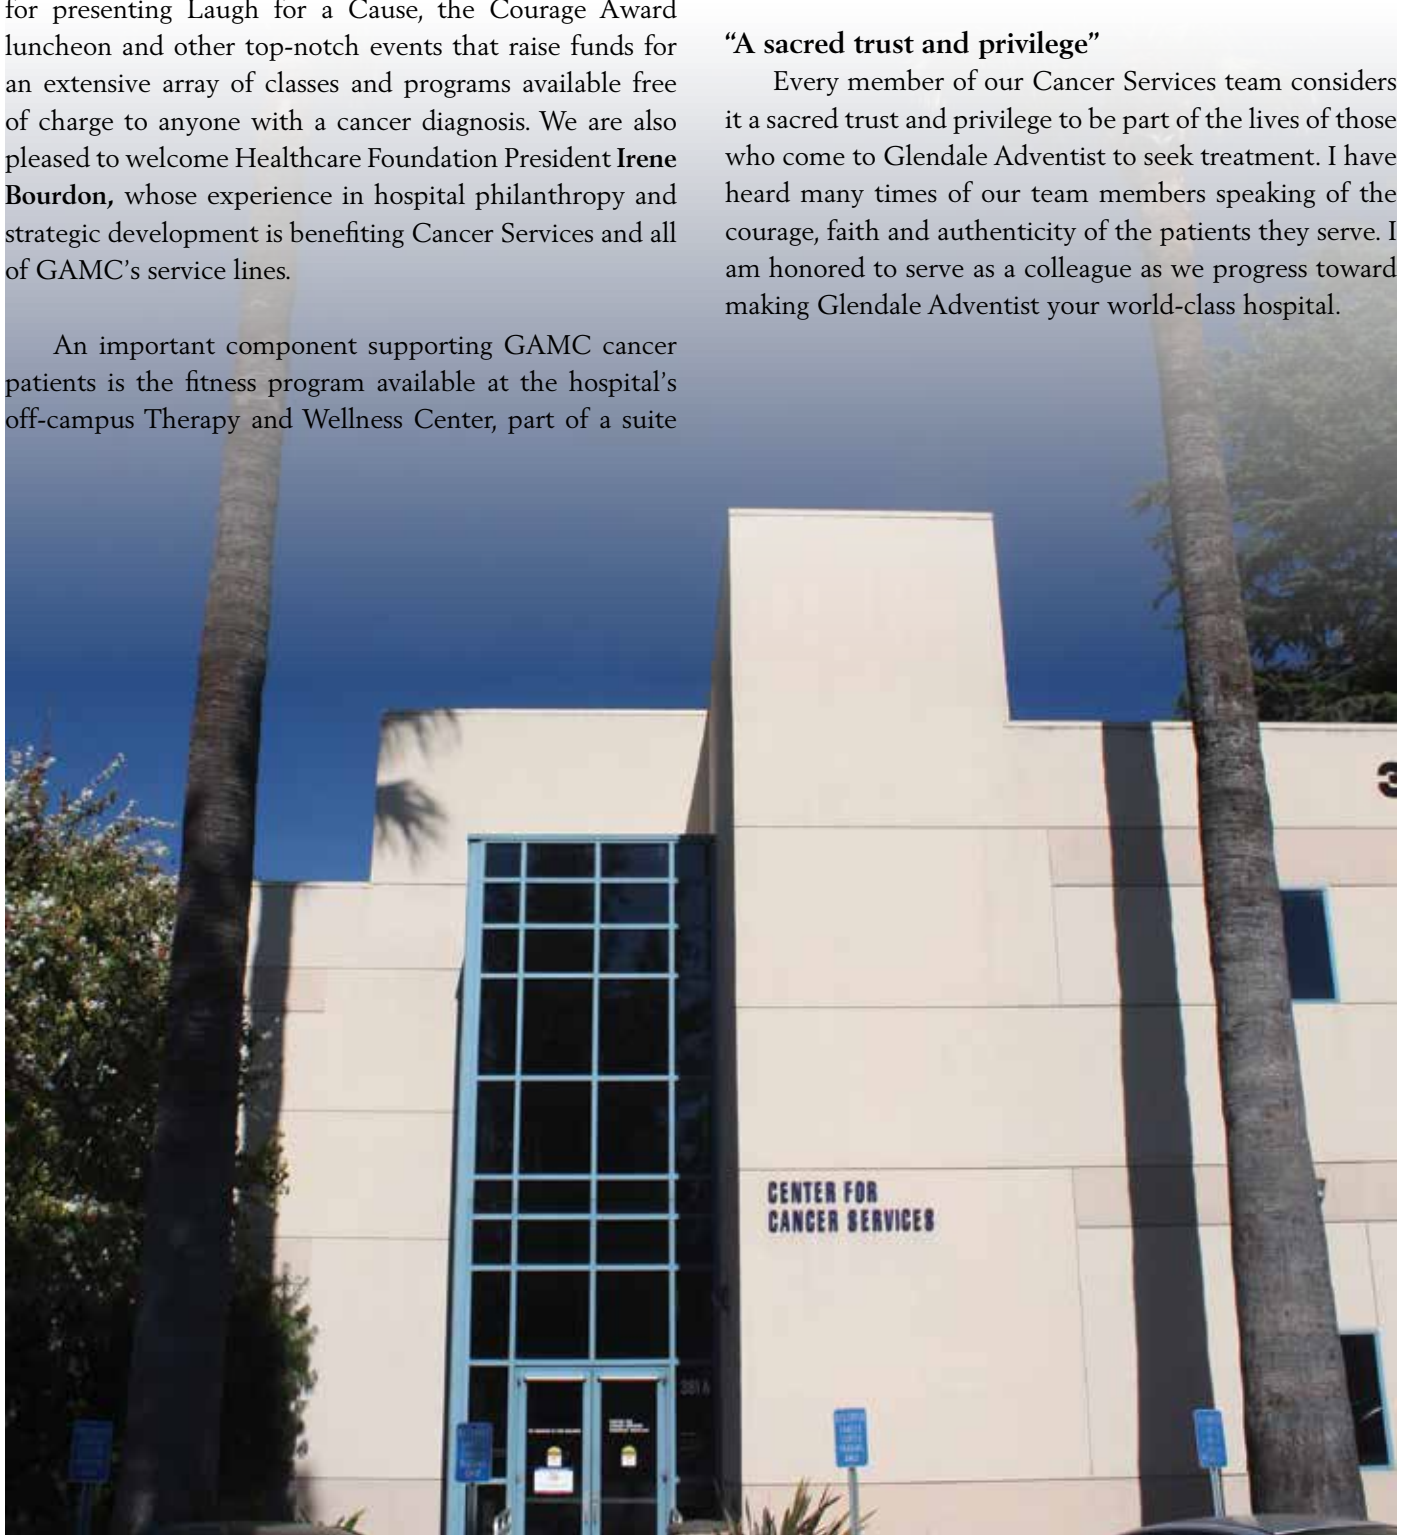 for presenting Laugh for a Cause, the Courage Award
luncheon and other top-notch events that raise funds for
an extensive array of classes and programs available free
of charge to anyone with a cancer diagnosis. We are also
pleased to welcome Healthcare Foundation President Irene
Bourdon, whose experience in hospital philanthropy and
strategic development is benefiting Cancer Services and all
of GAMC’s service lines.
An important component supporting GAMC cancer
patients is the fitness program available at the hospital’s
off-campus Therapy and Wellness Center, part of a suite
“A sacred trust and privilege”
Every member of our Cancer Services team considers
it a sacred trust and privilege to be part of the lives of those
who come to Glendale Adventist to seek treatment. I have
heard many times of our team members speaking of the
courage, faith and authenticity of the patients they serve. I
am honored to serve as a colleague as we progress toward
making Glendale Adventist your world-class hospital.
3
CENTER FOR
CANCER SERVICES